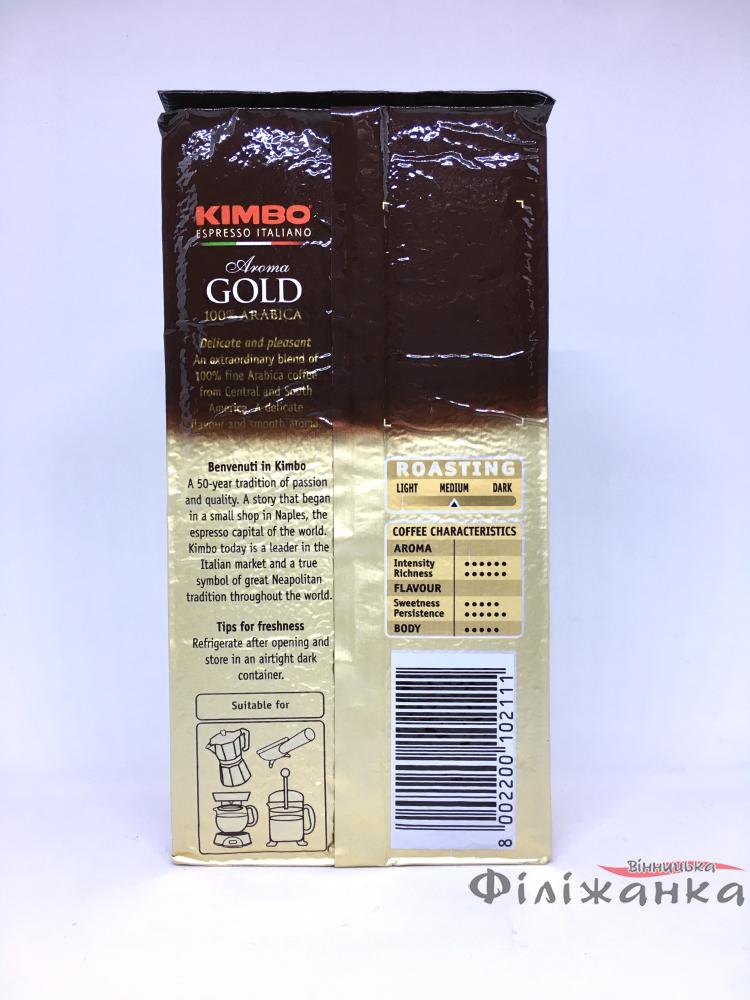 KIMBO
ESPRESSO ITALIANO
Aroma
GOLD
100% ARABICA
Delicate and pleasant
An extraordinary blend of
100% fine Arabica coffee
from Central and South
America. A delicate
flavour and smooth aroma.
Benvenuti in Kimbo
A 50-year tradition of passion
and quality. A story that began
in a small shop in Naples, the
espresso capital of the world.
Kimbo today is a leader in the
Italian market and a true
symbol of great Neapolitan
tradition throughout the world.
Tips for freshness
Refrigerate after opening and
store in an airtight dark
container.
Suitable for
ROASTING
LIGHT MEDIUM DARK
COFFEE CHARACTERISTICS
AROMA
Intensity
Richness
FLAVOUR
Sweetness
Persistence
BODY
8 002200 102111
Вінницька
Філіжанка